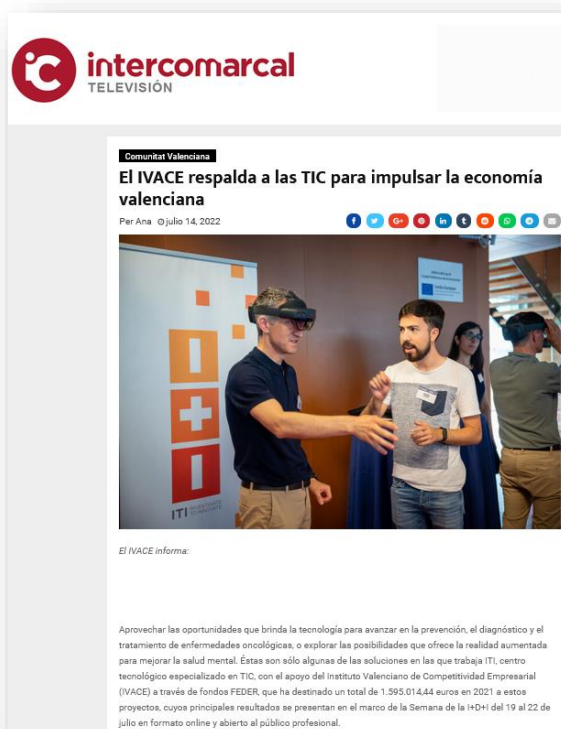 iC intercomarcal
TELEVISIÓN
Comunitat Valenciana
El IVACE respalda a las TIC para impulsar la economía
valenciana
Per Ana julio 14, 2022
ITI
El IVACE informa:
Aprovechar las oportunidades que brinda la tecnología para avanzar en la prevención, el diagnóstico y el
tratamiento de enfermedades oncológicas, o explorar las posibilidades que ofrece la realidad aumentada
para mejorar la salud mental. Éstas son sólo algunas de las soluciones en las que trabaja ITI, centro
tecnológico especializado en TIC, con el apoyo del Instituto Valenciano de Competitividad Empresarial
(IVACE) a través de fondos FEDER, que ha destinado un total de 1.595.014,44 euros en 2021 a estos
proyectos, cuyos principales resultados se presentan en el marco de la Semana de la I+D+I del 19 al 22 de
julio en formato online y abierto al público profesional.